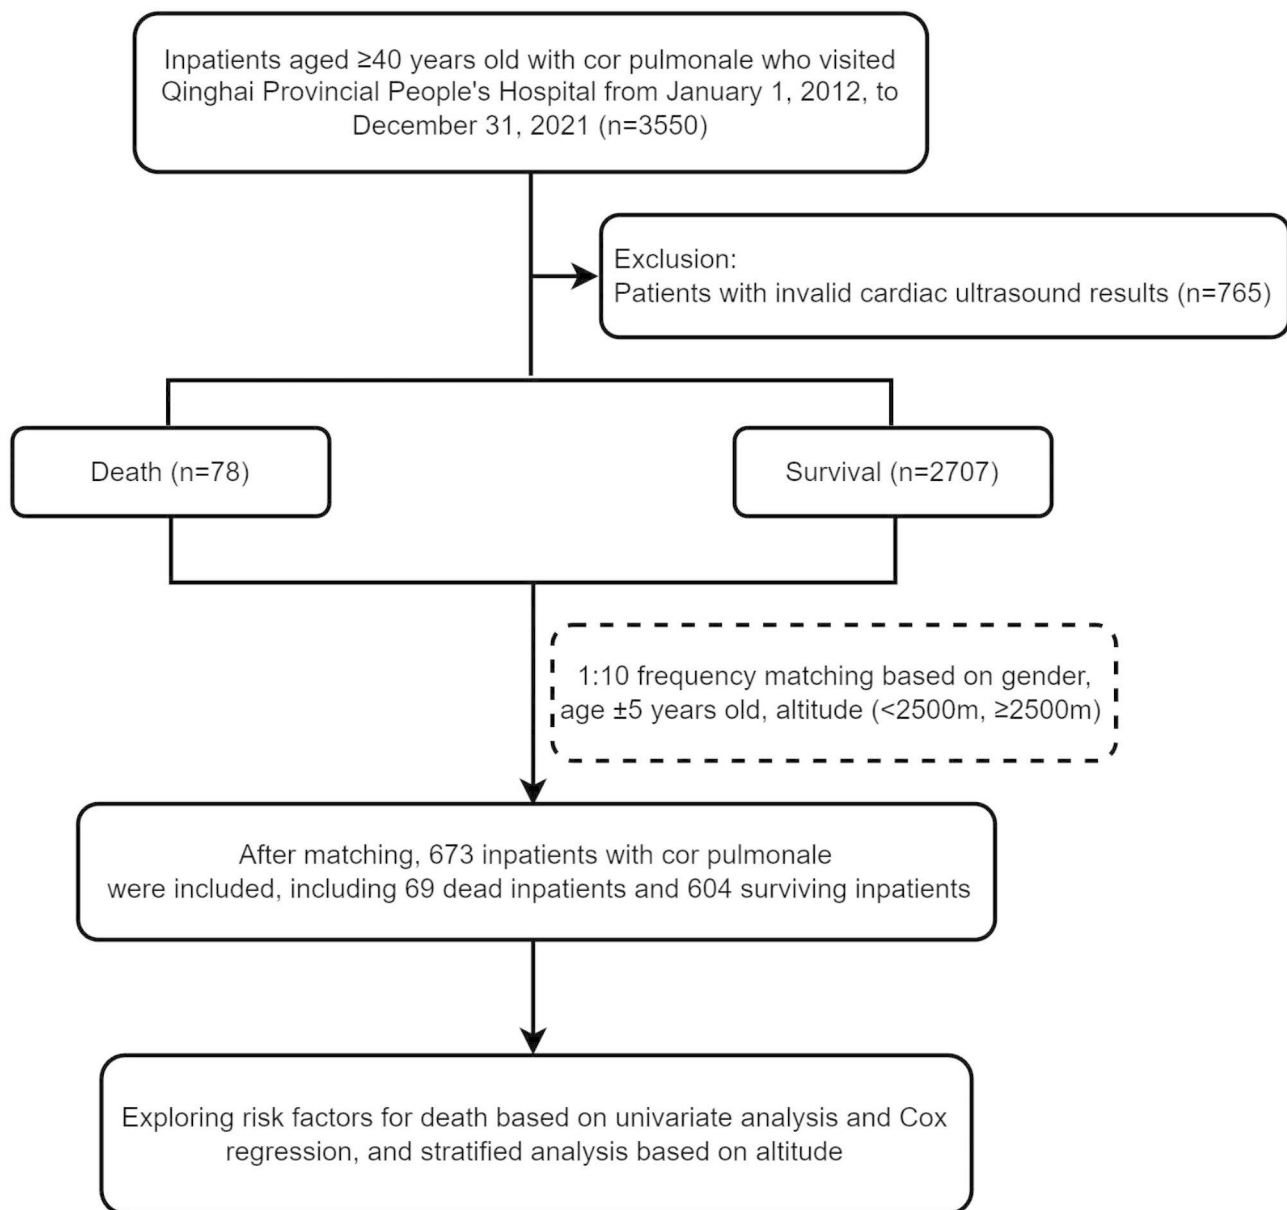 Inpatients aged ≥40 years old with cor pulmonale who visited
Qinghai Provincial People's Hospital from January 1, 2012, to
December 31, 2021 (n=3550)
Exclusion:
Patients with invalid cardiac ultrasound results (n=765)
Death (n=78)
Survival (n=2707)
1:10 frequency matching based on gender,
age ±5 years old, altitude (<2500m, ≥2500m)
After matching, 673 inpatients with cor pulmonale
were included, including 69 dead inpatients and 604 surviving inpatients
Exploring risk factors for death based on univariate analysis and Cox
regression, and stratified analysis based on altitude